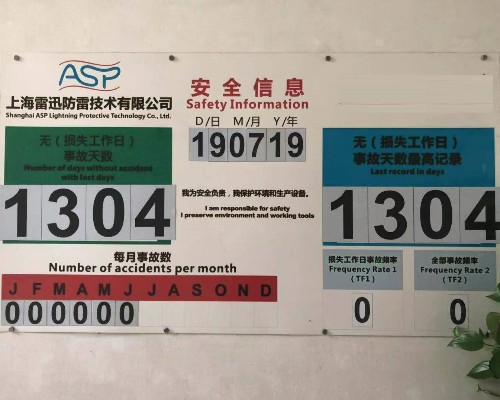 ASP
上海雷迅防雷技术有限公司
Shanghai ASP Lightning Protective Technology Co., Ltd.
安全信息
Safety Information
D/日 M/月 Y/年
190719
无（损失工作日）
事故天数
Number of days without accident
with lost days
1304
我为安全负责，我保护环境和生产设备。
I am responsible for safety
I preserve environment and working tools
无（损失工作日）
事故天数最高记录
Last record in days
1304
每月事故数
Number of accidents per month
J F M A M J J A S O N D
0 0 0 0 0 0 0
损失工作日事故频率
Frequency Rate 1
（TF1）
0
全部事故频率
Frequency Rate 2
（TF2）
0